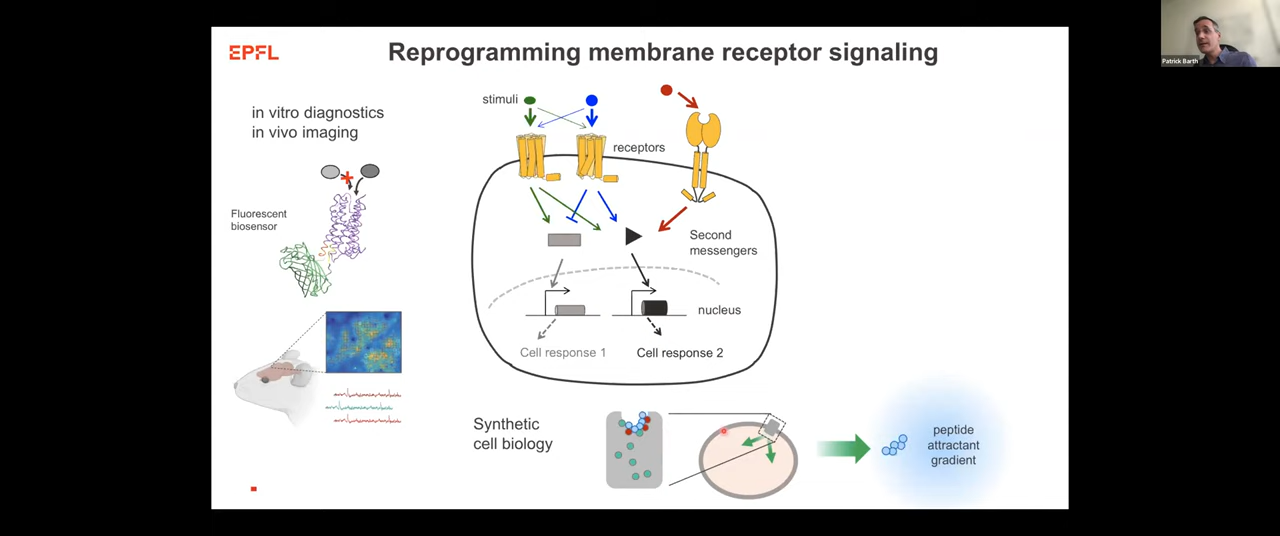 EPFL
Reprogramming membrane receptor signaling
Patrick Barth
in vitro diagnostics
in vivo imaging
stimuli
receptors
Fluorescent
biosensor
Second
messengers
nucleus
Cell response 1
Cell response 2
Synthetic
cell biology
peptide
attractant
gradient